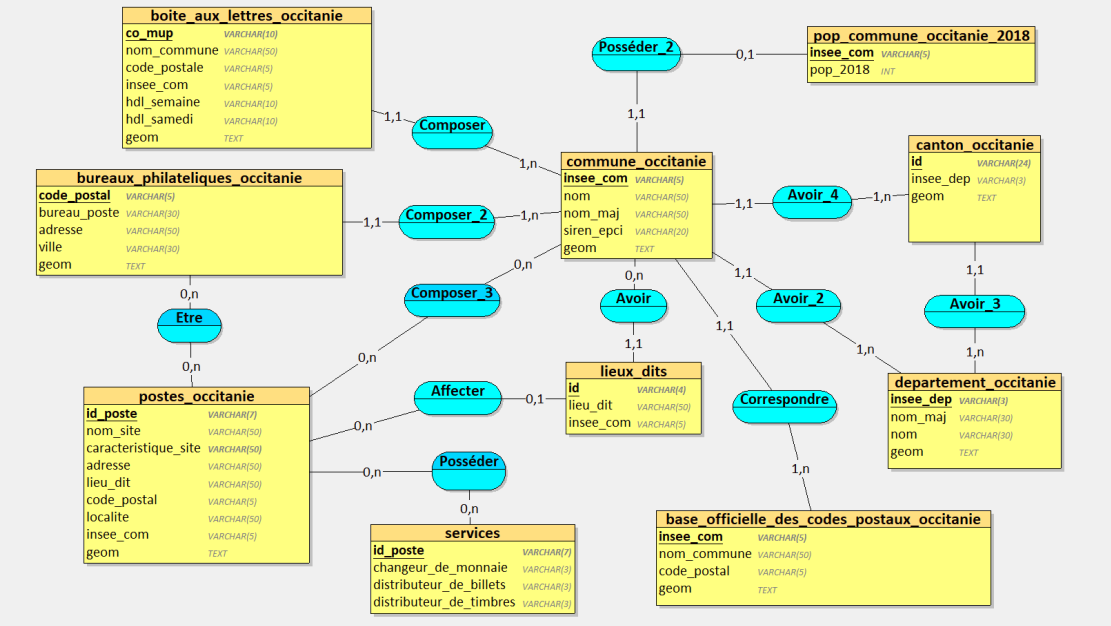 boite_aux_lettres_occitanie
co_mup VARCHAR(10)
nom_commune VARCHAR(50)
code_postale VARCHAR(5)
insee_com VARCHAR(5)
hdl_semaine VARCHAR(10)
hdl_samedi VARCHAR(10)
geom TEXT
1,1
Composer
1,n
Posséder_2
0,1
1,1
pop_commune_occitanie_2018
insee_com VARCHAR(5)
pop_2018 INT
bureaux_philateliques_occitanie
code_postal VARCHAR(5)
bureau_poste VARCHAR(30)
adresse VARCHAR(50)
ville VARCHAR(30)
geom TEXT
1,1
Composer_2
1,n
commune_occitanie
insee_com VARCHAR(5)
nom VARCHAR(50)
nom_maj VARCHAR(50)
siren_epci VARCHAR(20)
geom TEXT
1,1
Avoir_4
1,n
canton_occitanie
id VARCHAR(24)
insee_dep VARCHAR(3)
geom TEXT
0,n
Etre
0,n
0,n
Composer_3
0,n
0,n
Avoir
1,1
1,1
Avoir_2
1,n
1,1
Avoir_3
1,n
1,1
Correspondre
1,n
postes_occitanie
id_poste VARCHAR(7)
nom_site VARCHAR(50)
caracteristique_site VARCHAR(50)
adresse VARCHAR(50)
lieu_dit VARCHAR(50)
code_postal VARCHAR(5)
localite VARCHAR(50)
insee_com VARCHAR(5)
geom TEXT
Affecter
0,n
0,1
lieux_dits
id VARCHAR(4)
lieu_dit VARCHAR(50)
insee_com VARCHAR(5)
departement_occitanie
insee_dep VARCHAR(3)
nom_maj VARCHAR(30)
nom VARCHAR(30)
geom TEXT
0,n
Posséder
0,n
services
id_poste VARCHAR(7)
changeur_de_monnaie VARCHAR(3)
distributeur_de_billets VARCHAR(3)
distributeur_de_timbres VARCHAR(3)
base_officielle_des_codes_postaux_occitanie
insee_com VARCHAR(5)
nom_commune VARCHAR(50)
code_postal VARCHAR(5)
geom TEXT